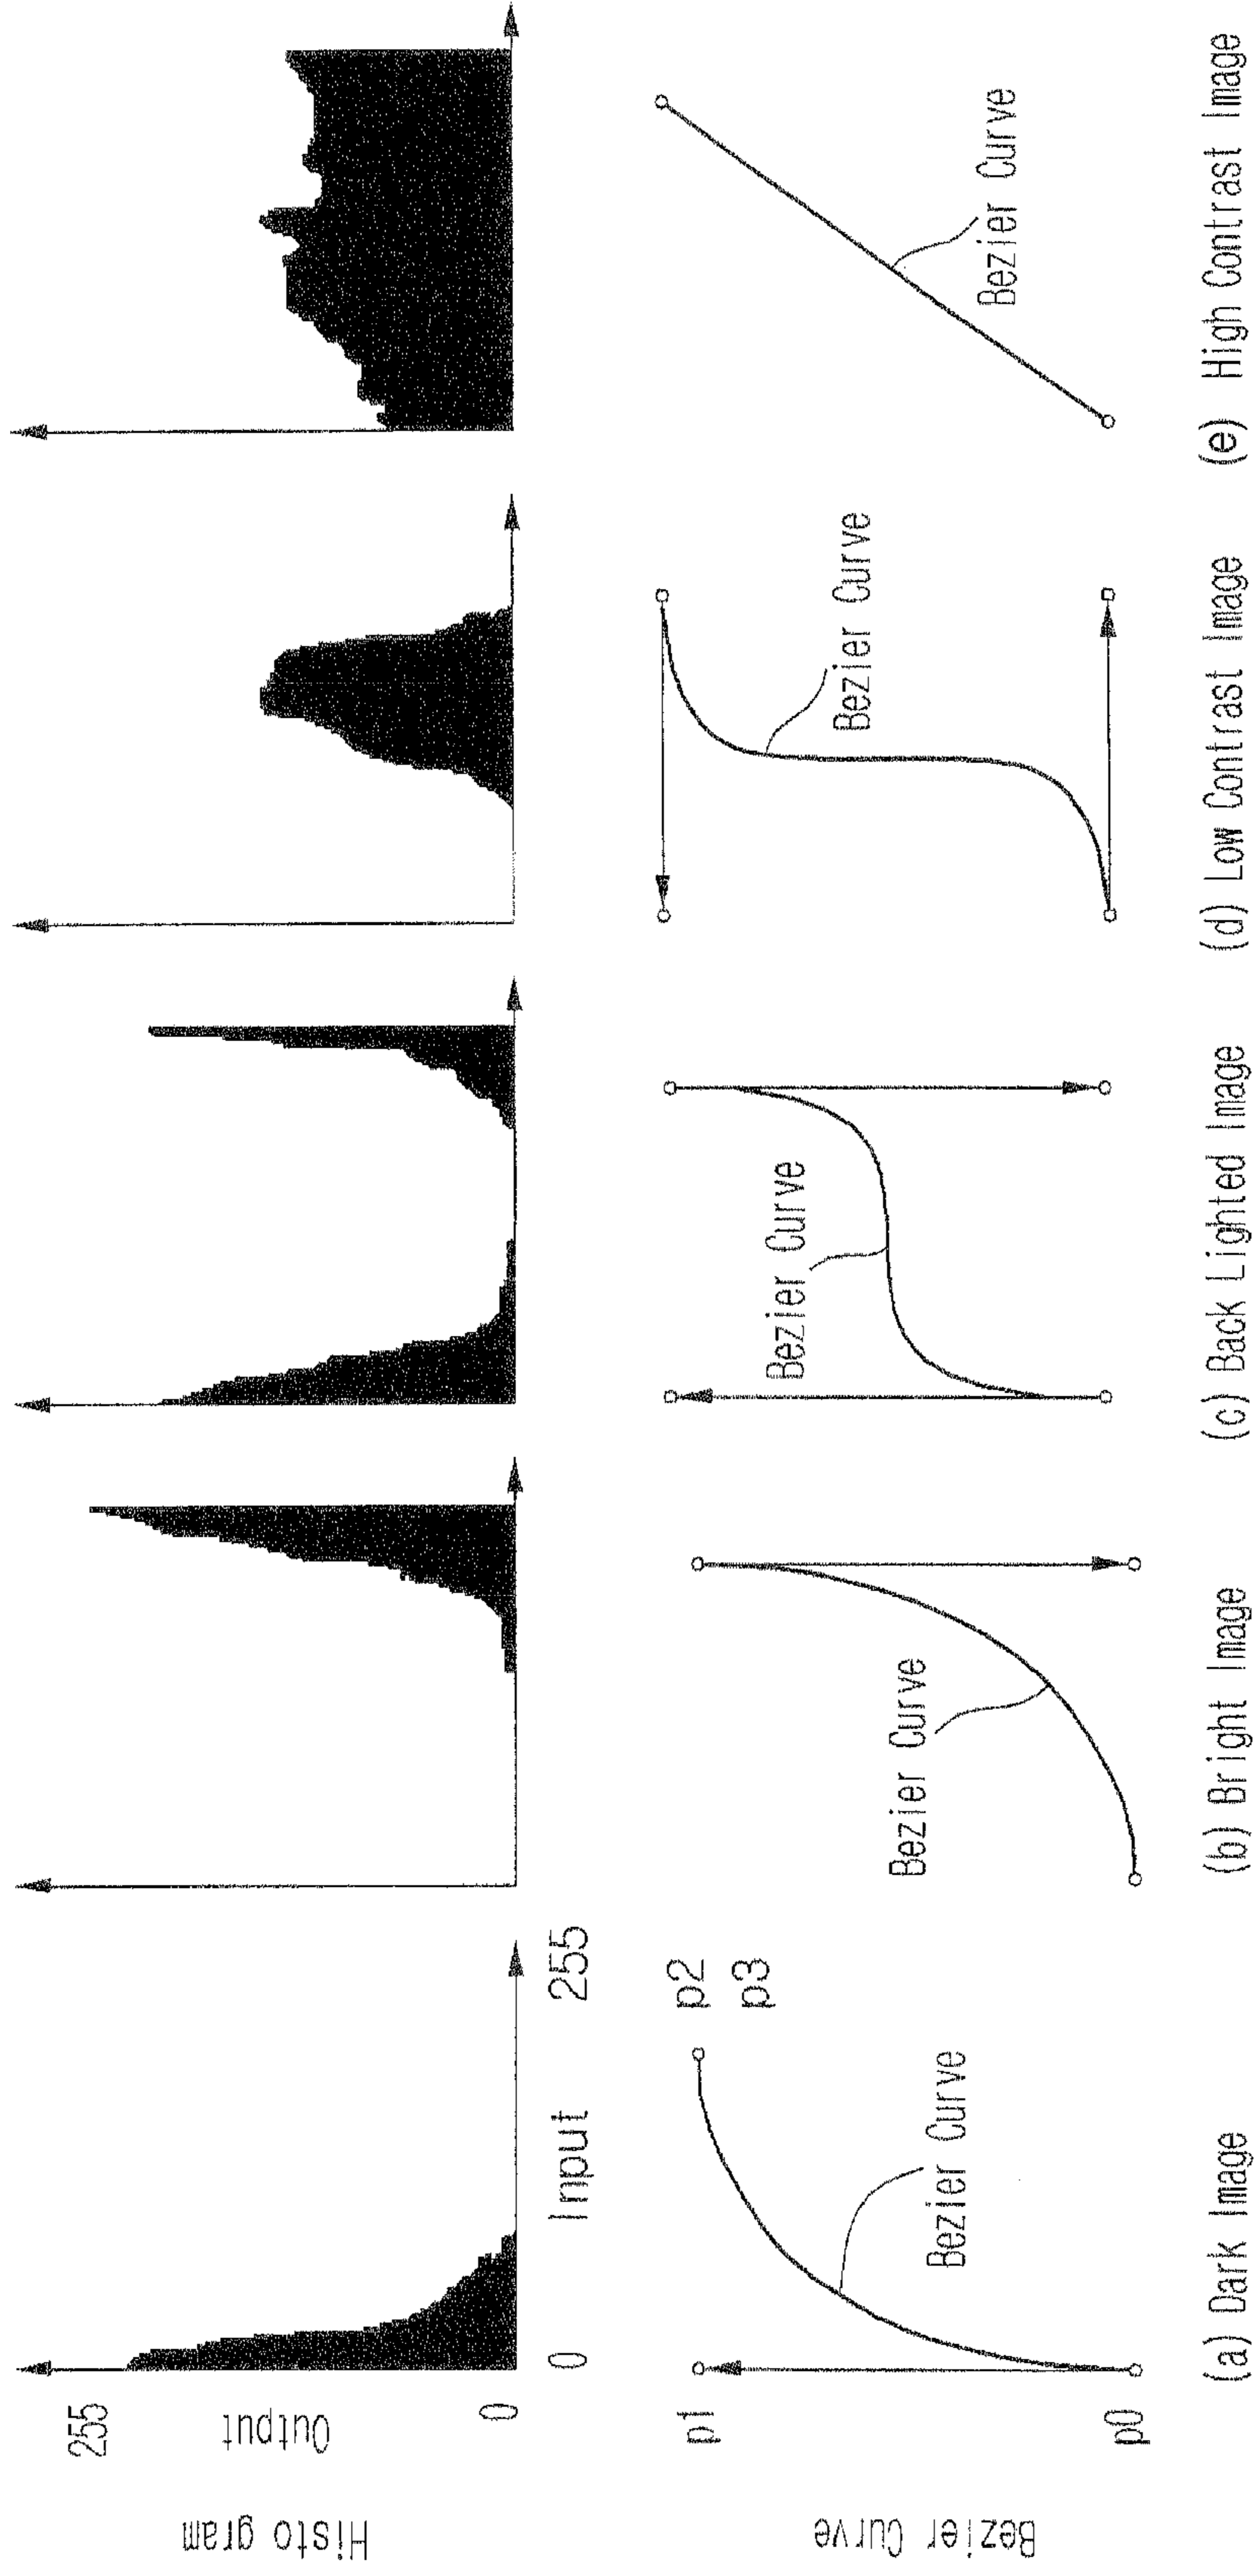 Histo gram
255
Output
0
0
Input
255
Bezier Curve
p1
p0
p2
p3
Bezier Curve
Bezier Curve
Bezier Curve
Bezier Curve
Bezier Curve
(a) Dark Image
(b) Bright Image
(c) Back Lighted Image
(d) Low Contrast Image
(e) High Contrast Image